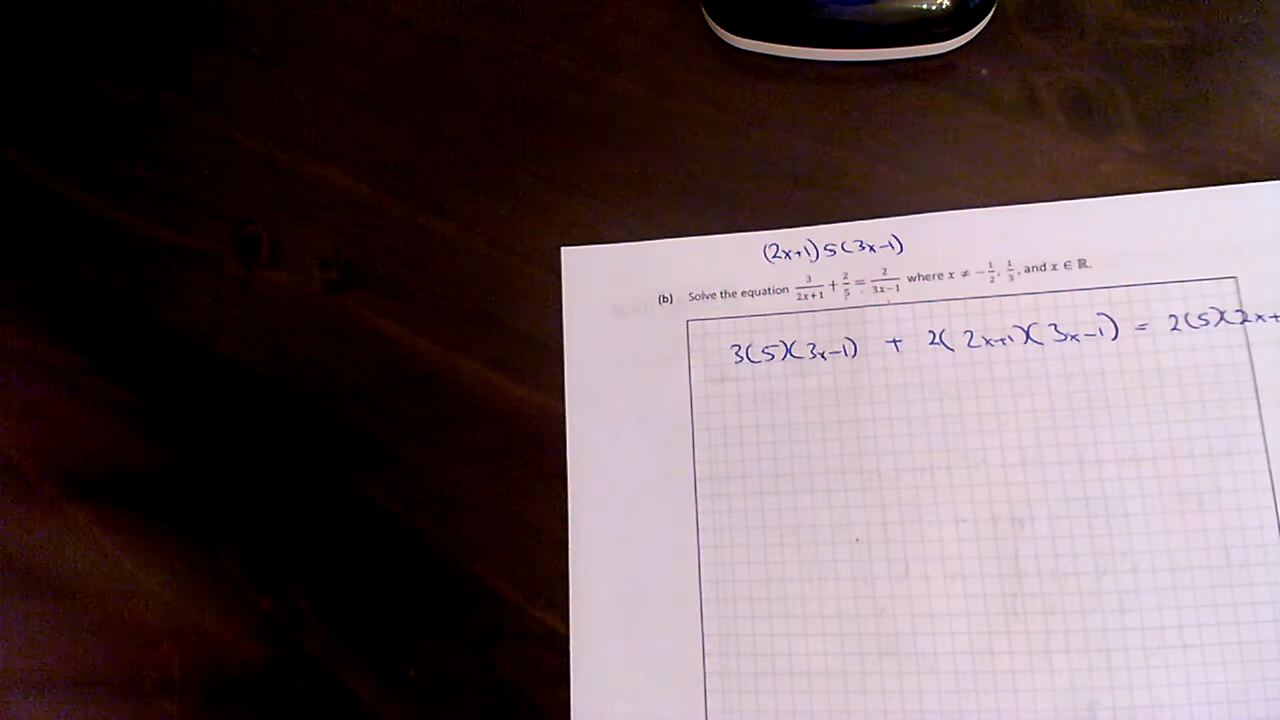 (2x+1) 5 (3x-1)
(b) Solve the equation 3/(2x+1) + 2/5 = 2/(3x-1) where x ≠ -1/2, 1/3, and x ∈ ℝ.
3(5)(3x-1) + 2(2x+1)(3x-1) = 2(5)(2x+